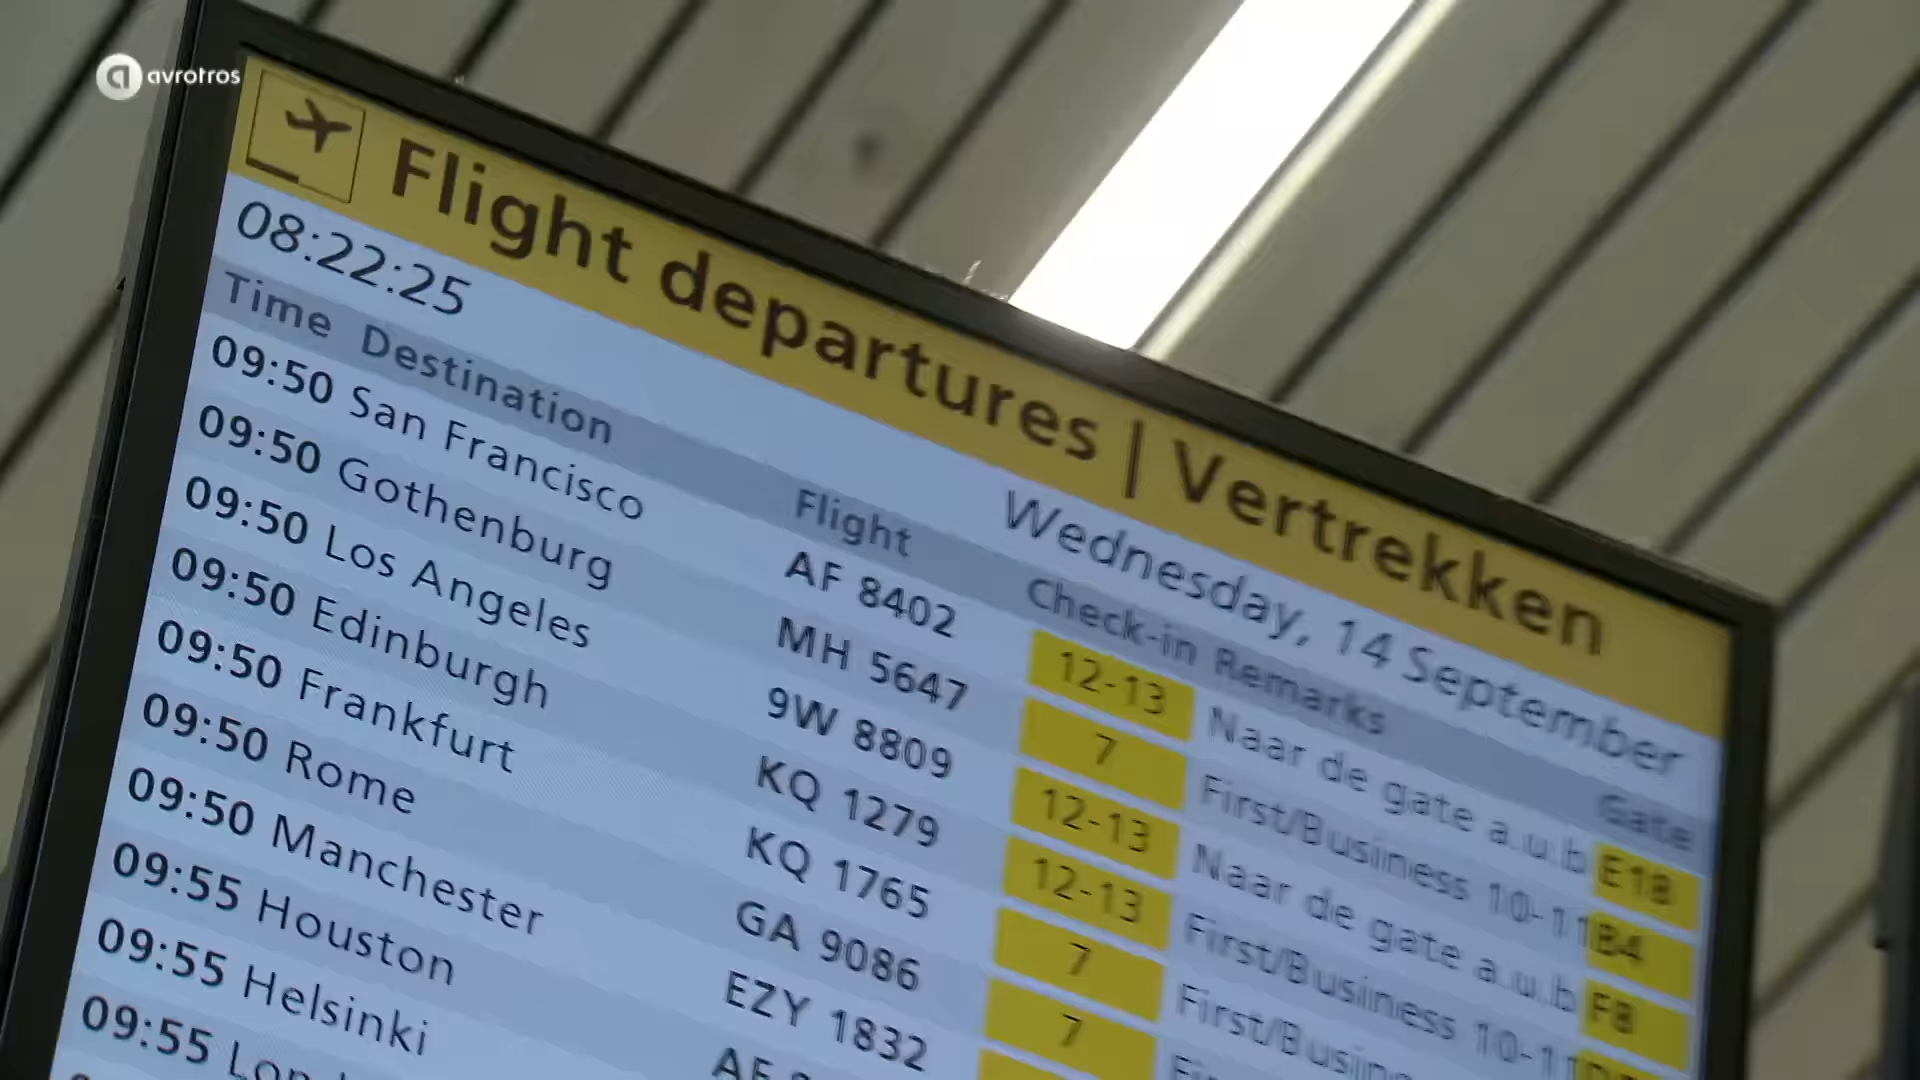 avrotros
Flight departures | Vertrekken
08:22:25 Wednesday, 14 September
Time Destination Flight Check-in Remarks Gate
09:50 San Francisco AF 8402 12-13 Naar de gate a.u.b E18
09:50 Gothenburg MH 5647 7 First/Business 10-11 B4
09:50 Los Angeles 9W 8809 12-13 Naar de gate a.u.b F8
09:50 Edinburgh KQ 1279 12-13 First/Business 10-11
09:50 Frankfurt KQ 1765 7
09:50 Rome GA 9086 7
09:50 Manchester EZY 1832
09:55 Houston AF
09:55 Helsinki
09:55